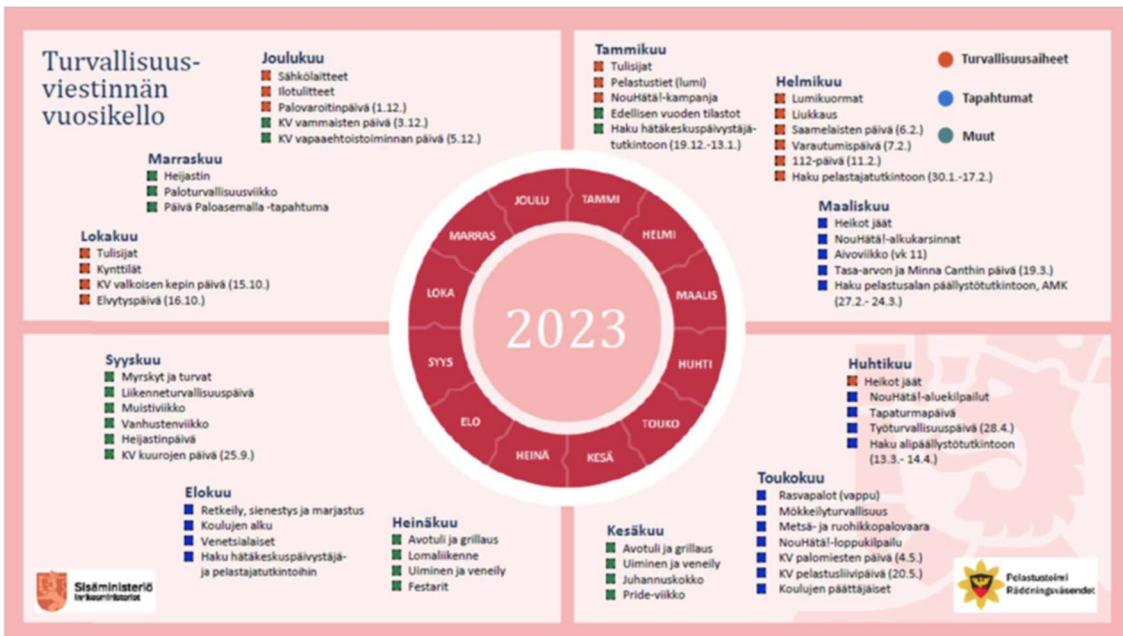 Turvallisuus-
viestinnän
vuosikello
Joulukuu
Sähkölaitteet
Ilotulitteet
Palovaroitinpäivä (1.12.)
KV vammaisten päivä (3.12.)
KV vapaaehtoistoiminnan päivä (5.12.)
Marraskuu
Heijastin
Paloturvallisuusviikko
Päivä Paloasemalla -tapahtuma
Lokakuu
Tulisijat
Kynttilät
KV valkoisen kepin päivä (15.10.)
Elvytyspäivä (16.10.)
Tammikuu
Tulisijat
Pelastustiet (lumi)
NouHätä!-kampanja
Edellisen vuoden tilastot
Haku hätäkeskuspäivystäjä-
tutkintoon (19.12.-13.1.)
Helmikuu
Lumikuormat
Liukkaus
Saamelaisten päivä (6.2.)
Varautumispäivä (7.2.)
112-päivä (11.2.)
Haku pelastajatutkintoon (30.1.-17.2.)
Turvallisuusaiheet
Tapahtumat
Muut
Maaliskuu
Heikot jäät
NouHätä!-alkukarsinnat
Aivoviikko (vk 11)
Tasa-arvon ja Minna Canthin päivä (19.3.)
Haku pelastusalan päällystötutkintoon, AMK
(27.2.- 24.3.)
JOULU
TAMMI
MARRAS
HELMI
LOKA
MAALIS
2023
SYYS
HUHTI
ELO
TOUKO
HEINÄ
KESÄ
Syyskuu
Myrskyt ja turvat
Liikenneturvallisuuspäivä
Muistiviikko
Vanhustenviikko
Heijastinpäivä
KV kuurojen päivä (25.9.)
Elokuu
Retkeily, sienestys ja marjastus
Koulujen alku
Venetsialaiset
Haku hätäkeskuspäivystäjä-
ja pelastajatutkintoihin
Heinäkuu
Avotuli ja grillaus
Lomaliikenne
Uiminen ja veneily
Festarit
Huhtikuu
Heikot jäät
NouHätä!-aluekilpailut
Tapaturmapäivä
Työturvallisuuspäivä (28.4.)
Haku alipäällystötutkintoon
(13.3.- 14.4.)
Toukokuu
Rasvapalot (vappu)
Mökkeilyturvallisuus
Metsä- ja ruohikkopalovaara
NouHätä!-loppukilpailu
KV palomiesten päivä (4.5.)
KV pelastusliivipäivä (20.5.)
Koulujen päättäjäiset
Kesäkuu
Avotuli ja grillaus
Uiminen ja veneily
Juhannuskokko
Pride-viikko
Sisäministeriö
Inrikesministeriet
Pelastustoimi
Räddningsväsendet